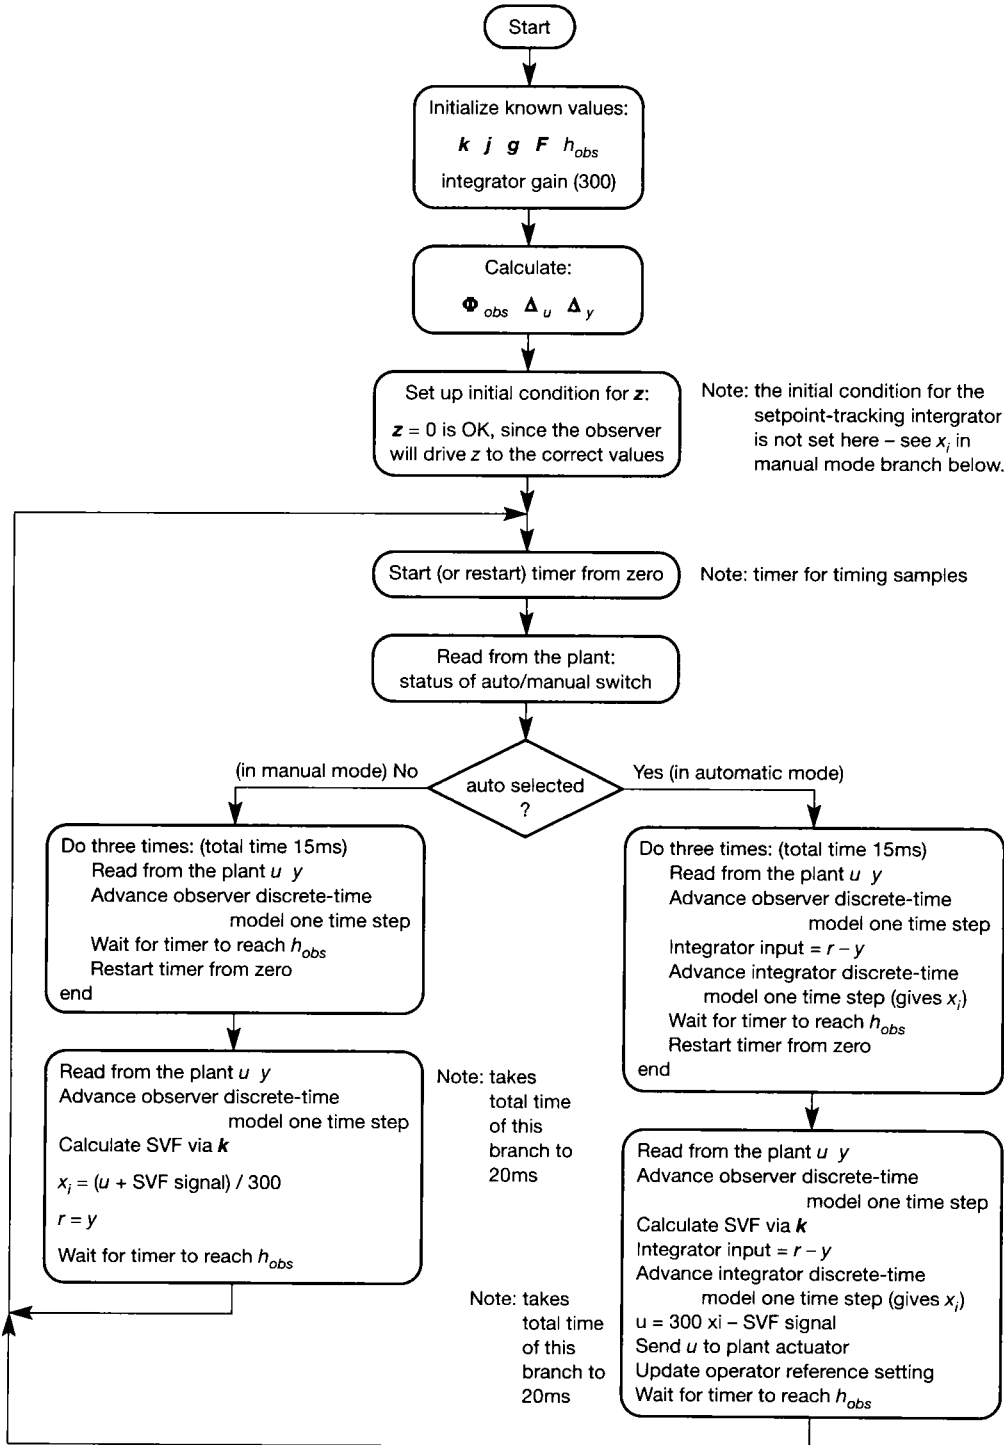 Start
Initialize known values:
k j g F h_obs
integrator gain (300)
Calculate:
Φ_obs Δ_u Δ_y
Set up initial condition for z:
z = 0 is OK, since the observer
will drive z to the correct values
Note: the initial condition for the
setpoint-tracking intergrator
is not set here – see x_i in
manual mode branch below.
Start (or restart) timer from zero
Note: timer for timing samples
Read from the plant:
status of auto/manual switch
(in manual mode) No
auto selected
?
Yes (in automatic mode)
Do three times: (total time 15ms)
Read from the plant u y
Advance observer discrete-time
model one time step
Wait for timer to reach h_obs
Restart timer from zero
end
Read from the plant u y
Advance observer discrete-time
model one time step
Calculate SVF via k
x_i = (u + SVF signal) / 300
r = y
Wait for timer to reach h_obs
Note: takes
total time
of this
branch to
20ms
Do three times: (total time 15ms)
Read from the plant u y
Advance observer discrete-time
model one time step
Integrator input = r – y
Advance integrator discrete-time
model one time step (gives x_i)
Wait for timer to reach h_obs
Restart timer from zero
end
Read from the plant u y
Advance observer discrete-time
model one time step
Calculate SVF via k
Integrator input = r – y
Advance integrator discrete-time
model one time step (gives x_i)
u = 300 xi – SVF signal
Send u to plant actuator
Update operator reference setting
Wait for timer to reach h_obs
Note: takes
total time
of this
branch to
20ms